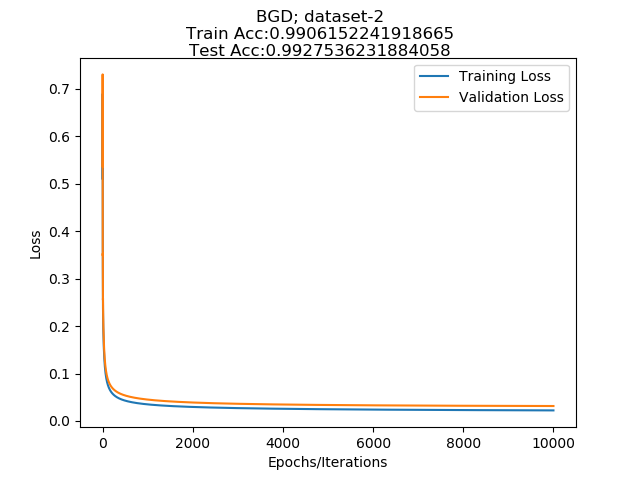 BGD; dataset-2
Train Acc:0.9906152241918665
Test Acc:0.9927536231884058
Training Loss
Validation Loss
0.7
0.6
0.5
0.4
0.3
0.2
0.1
0.0
Loss
0
2000
4000
6000
8000
10000
Epochs/Iterations